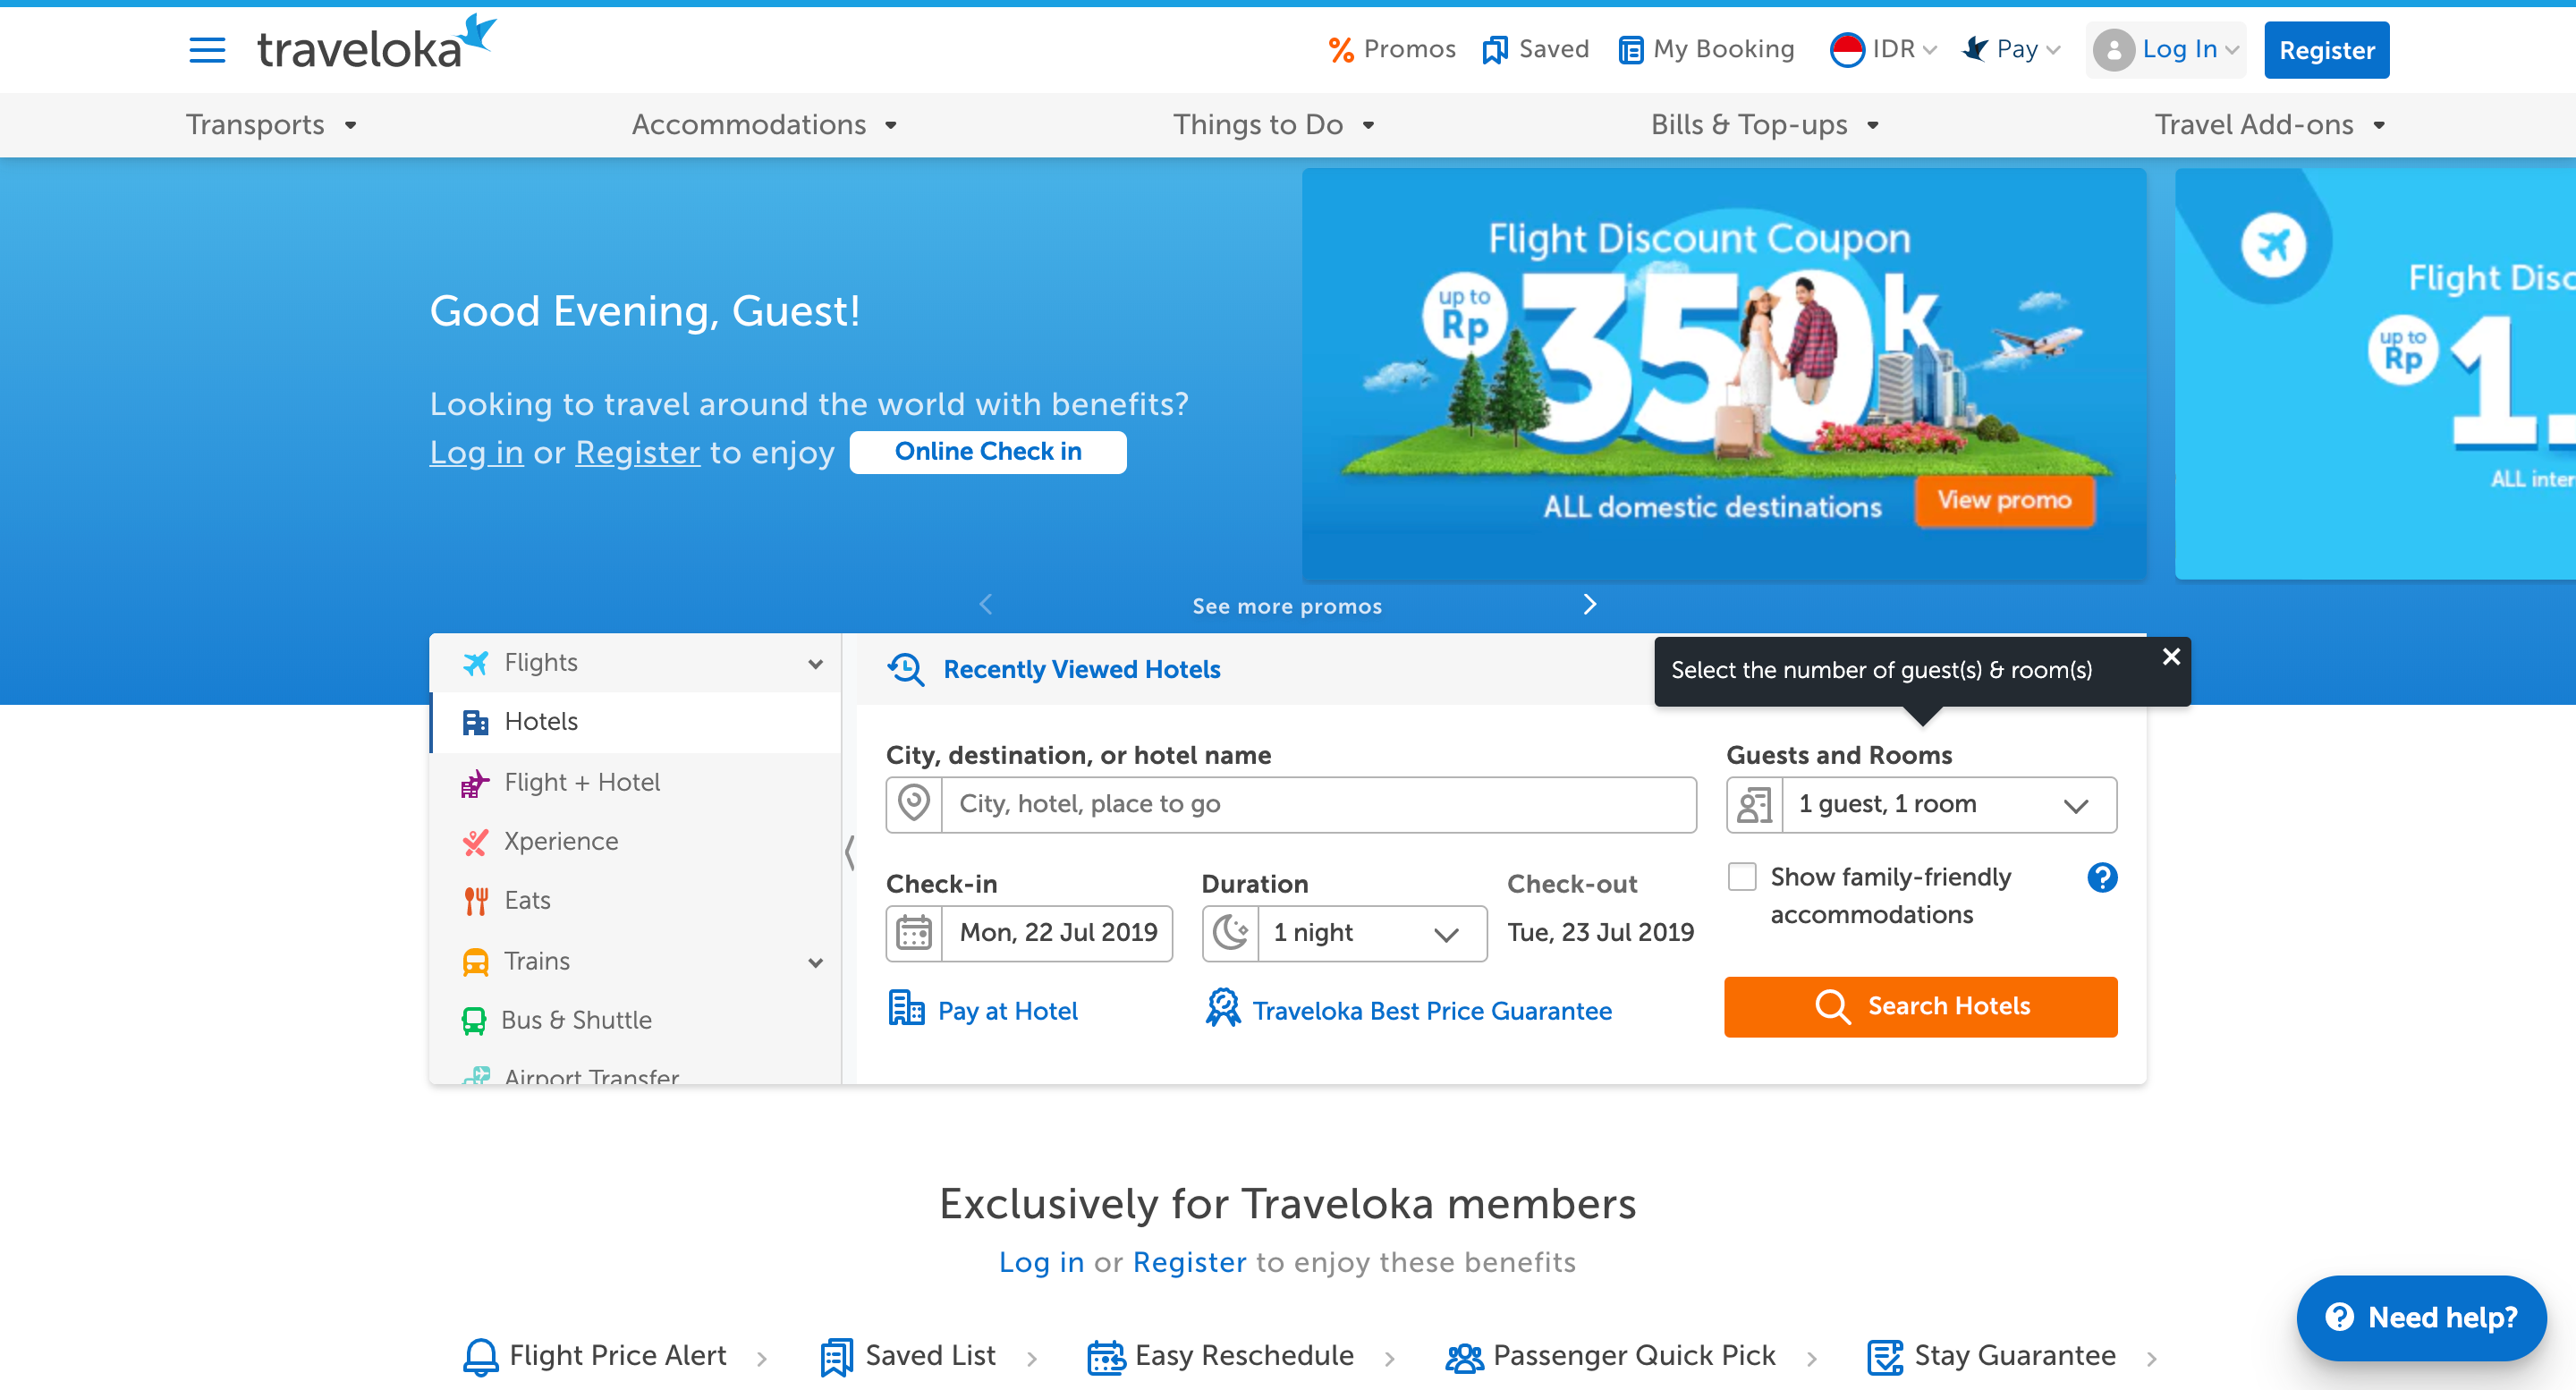 traveloka
Promos
Saved
My Booking
IDR
Pay
Log In
Register
Transports
Accommodations
Things to Do
Bills & Top-ups
Travel Add-ons
Good Evening, Guest!
Looking to travel around the world with benefits?
Log in or Register to enjoy
Online Check in
Flight Discount Coupon
up to
Rp
350k
ALL domestic destinations
View promo
Flight Disc
up to
Rp
1.
ALL inter
See more promos
Flights
Hotels
Flight + Hotel
Xperience
Eats
Trains
Bus & Shuttle
Airport Transfer
Recently Viewed Hotels
Select the number of guest(s) & room(s)
City, destination, or hotel name
City, hotel, place to go
Guests and Rooms
1 guest, 1 room
Check-in
Mon, 22 Jul 2019
Duration
1 night
Check-out
Tue, 23 Jul 2019
Show family-friendly
accommodations
Pay at Hotel
Traveloka Best Price Guarantee
Search Hotels
Exclusively for Traveloka members
Log in or Register to enjoy these benefits
Flight Price Alert
Saved List
Easy Reschedule
Passenger Quick Pick
Stay Guarantee
Need help?